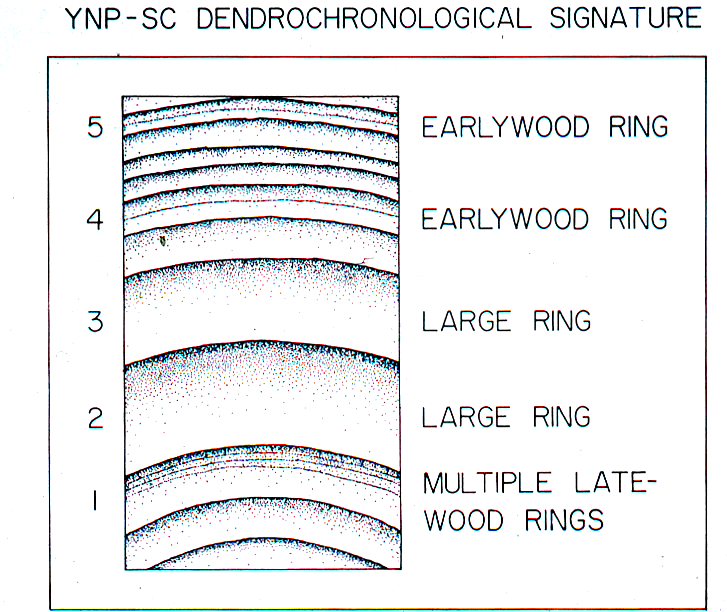 YNP-SC DENDROCHRONOLOGICAL SIGNATURE
5 EARLYWOOD RING
4 EARLYWOOD RING
3 LARGE RING
2 LARGE RING
1 MULTIPLE LATE-
WOOD RINGS